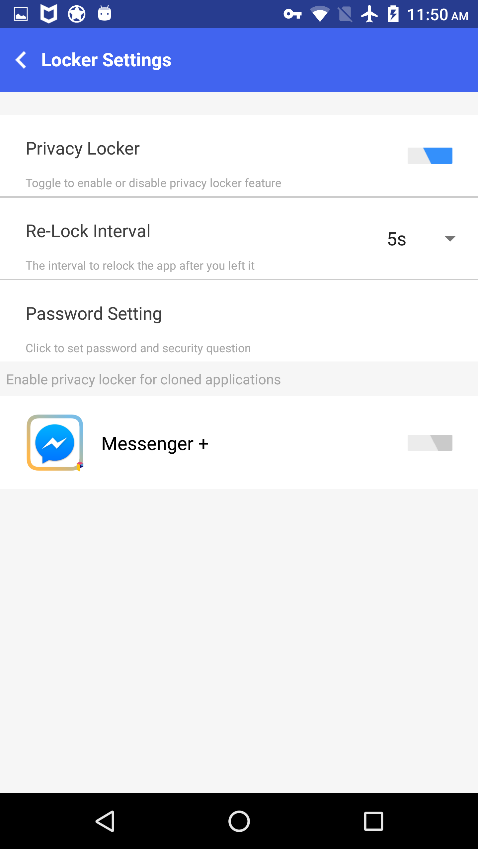 11:50 AM
Locker Settings
Privacy Locker
Toggle to enable or disable privacy locker feature
Re-Lock Interval
5s
The interval to relock the app after you left it
Password Setting
Click to set password and security question
Enable privacy locker for cloned applications
Messenger +